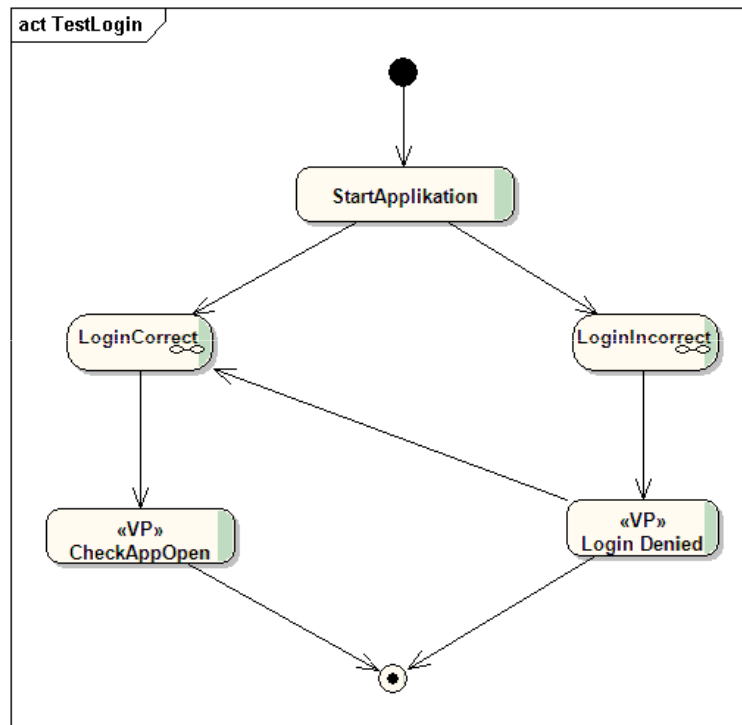 act TestLogin
StartApplikation
LoginCorrect
LoginIncorrect
«VP»
CheckAppOpen
«VP»
Login Denied